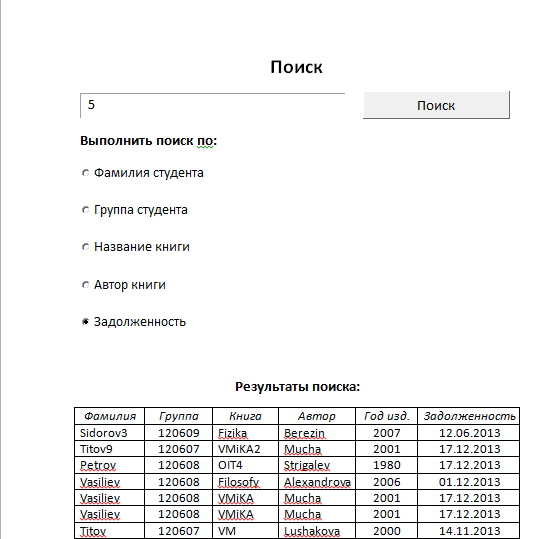 Поиск
5 Поиск
Выполнить поиск по:
Фамилия студента
Группа студента
Название книги
Автор книги
Задолженность
Результаты поиска:
Фамилия Группа Книга Автор Год изд. Задолженность
Sidorov3 120609 Fizika Berezin 2007 12.06.2013
Titov9 120607 VMiKA2 Mucha 2001 17.12.2013
Petrov 120608 OIT4 Strigalev 1980 17.12.2013
Vasiliev 120608 Filosofy Alexandrova 2006 01.12.2013
Vasiliev 120608 VMiKA Mucha 2001 17.12.2013
Vasiliev 120608 VMiKA Mucha 2001 17.12.2013
Titov 120607 VM Lushakova 2000 14.11.2013